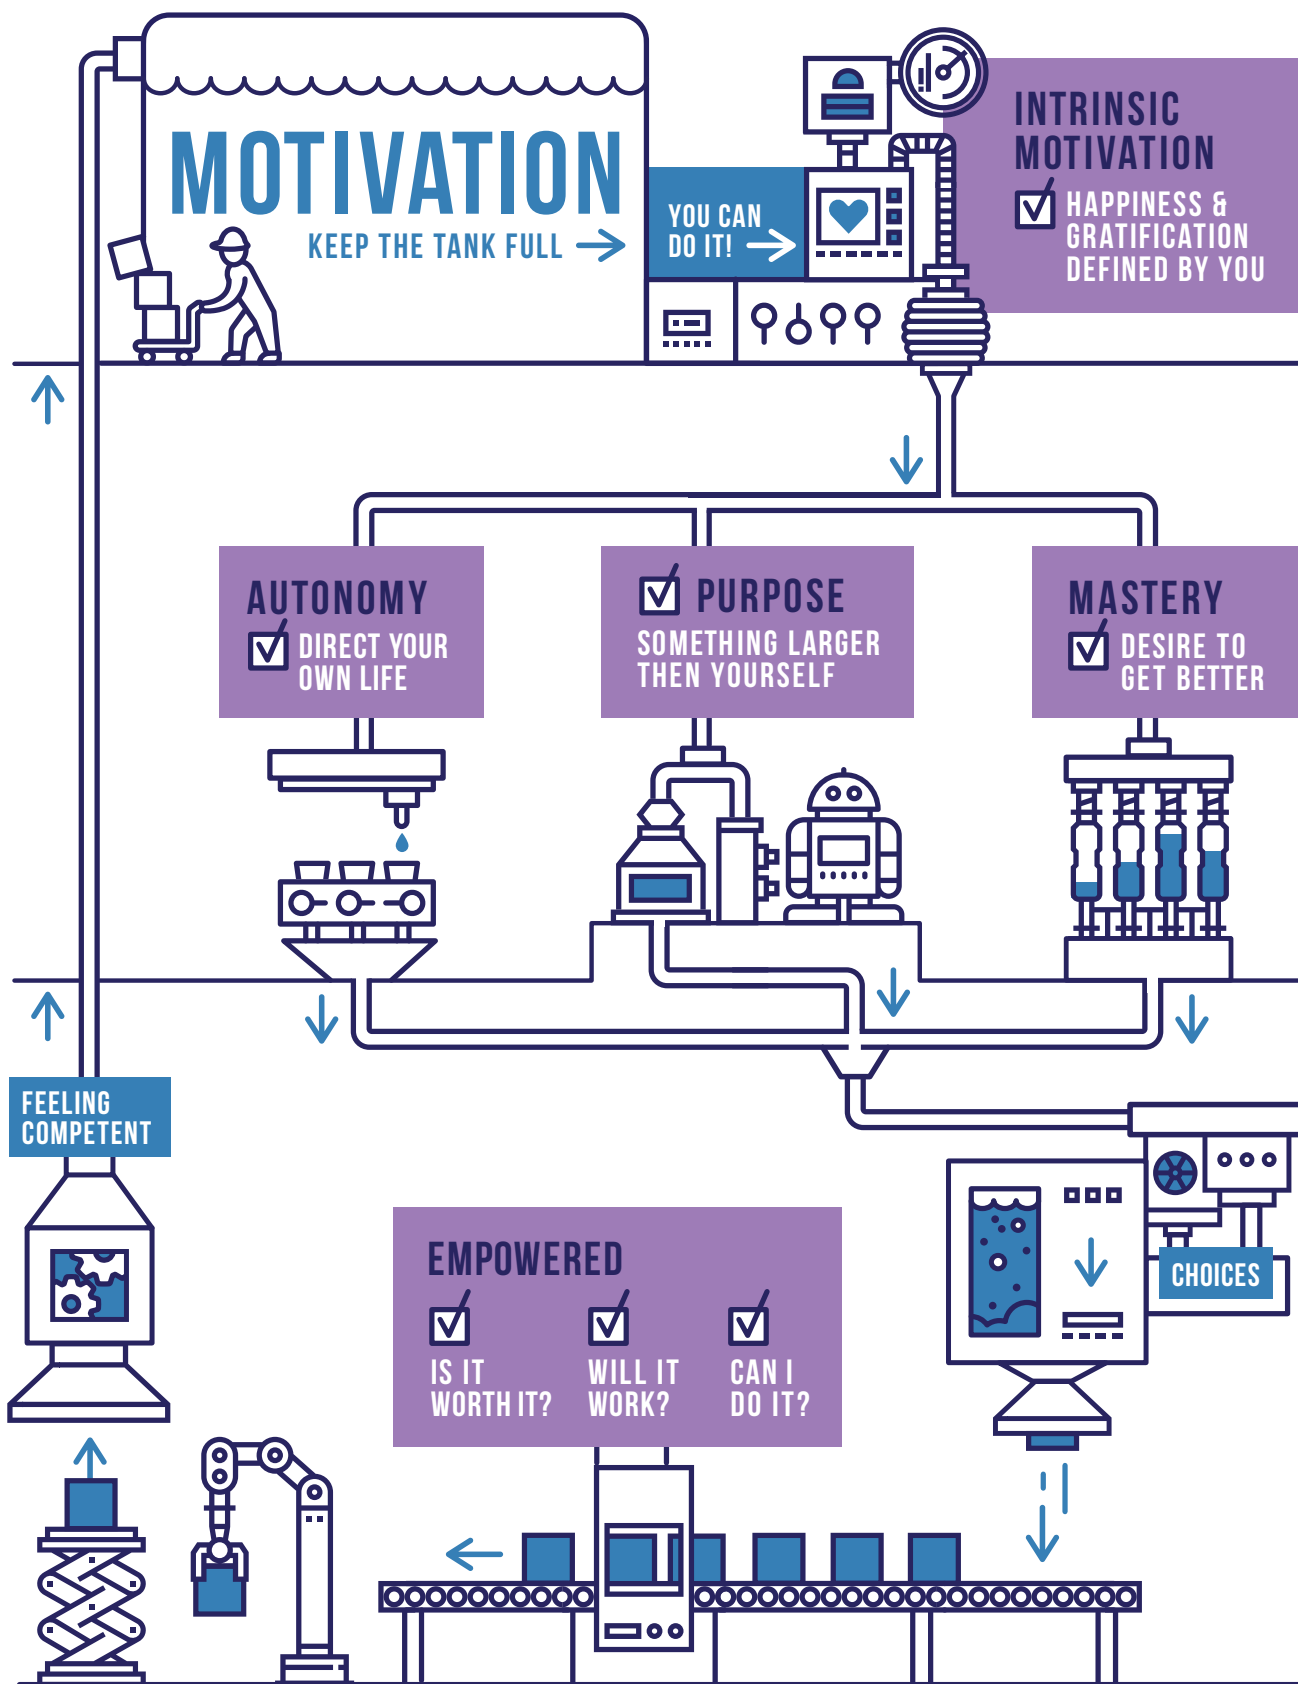 MOTIVATION
KEEP THE TANK FULL
YOU CAN
DO IT!
INTRINSIC
MOTIVATION
HAPPINESS &
GRATIFICATION
DEFINED BY YOU
AUTONOMY
DIRECT YOUR
OWN LIFE
PURPOSE
SOMETHING LARGER
THEN YOURSELF
MASTERY
DESIRE TO
GET BETTER
FEELING
COMPETENT
CHOICES
EMPOWERED
IS IT
WORTH IT?
WILL IT
WORK?
CAN I
DO IT?